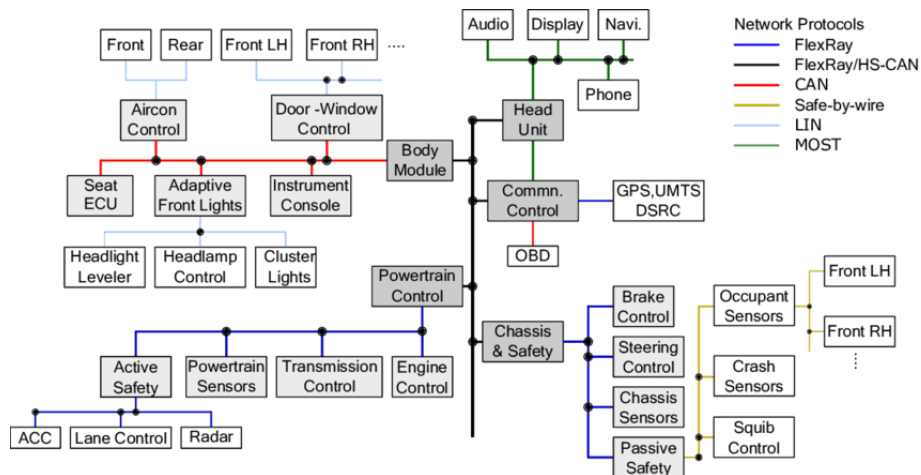 Front
Rear
Front LH
Front RH
....
Audio
Display
Navi.
Phone
Network Protocols
FlexRay
FlexRay/HS-CAN
CAN
Safe-by-wire
LIN
MOST
Aircon
Control
Door -Window
Control
Head
Unit
Body
Module
Seat
ECU
Adaptive
Front Lights
Instrument
Console
Commn.
Control
GPS,UMTS
DSRC
OBD
Headlight
Leveler
Headlamp
Control
Cluster
Lights
Powertrain
Control
Chassis
& Safety
Brake
Control
Steering
Control
Chassis
Sensors
Passive
Safety
Occupant
Sensors
Front LH
Front RH
....
Crash
Sensors
Squib
Control
Active
Safety
Powertrain
Sensors
Transmission
Control
Engine
Control
ACC
Lane Control
Radar